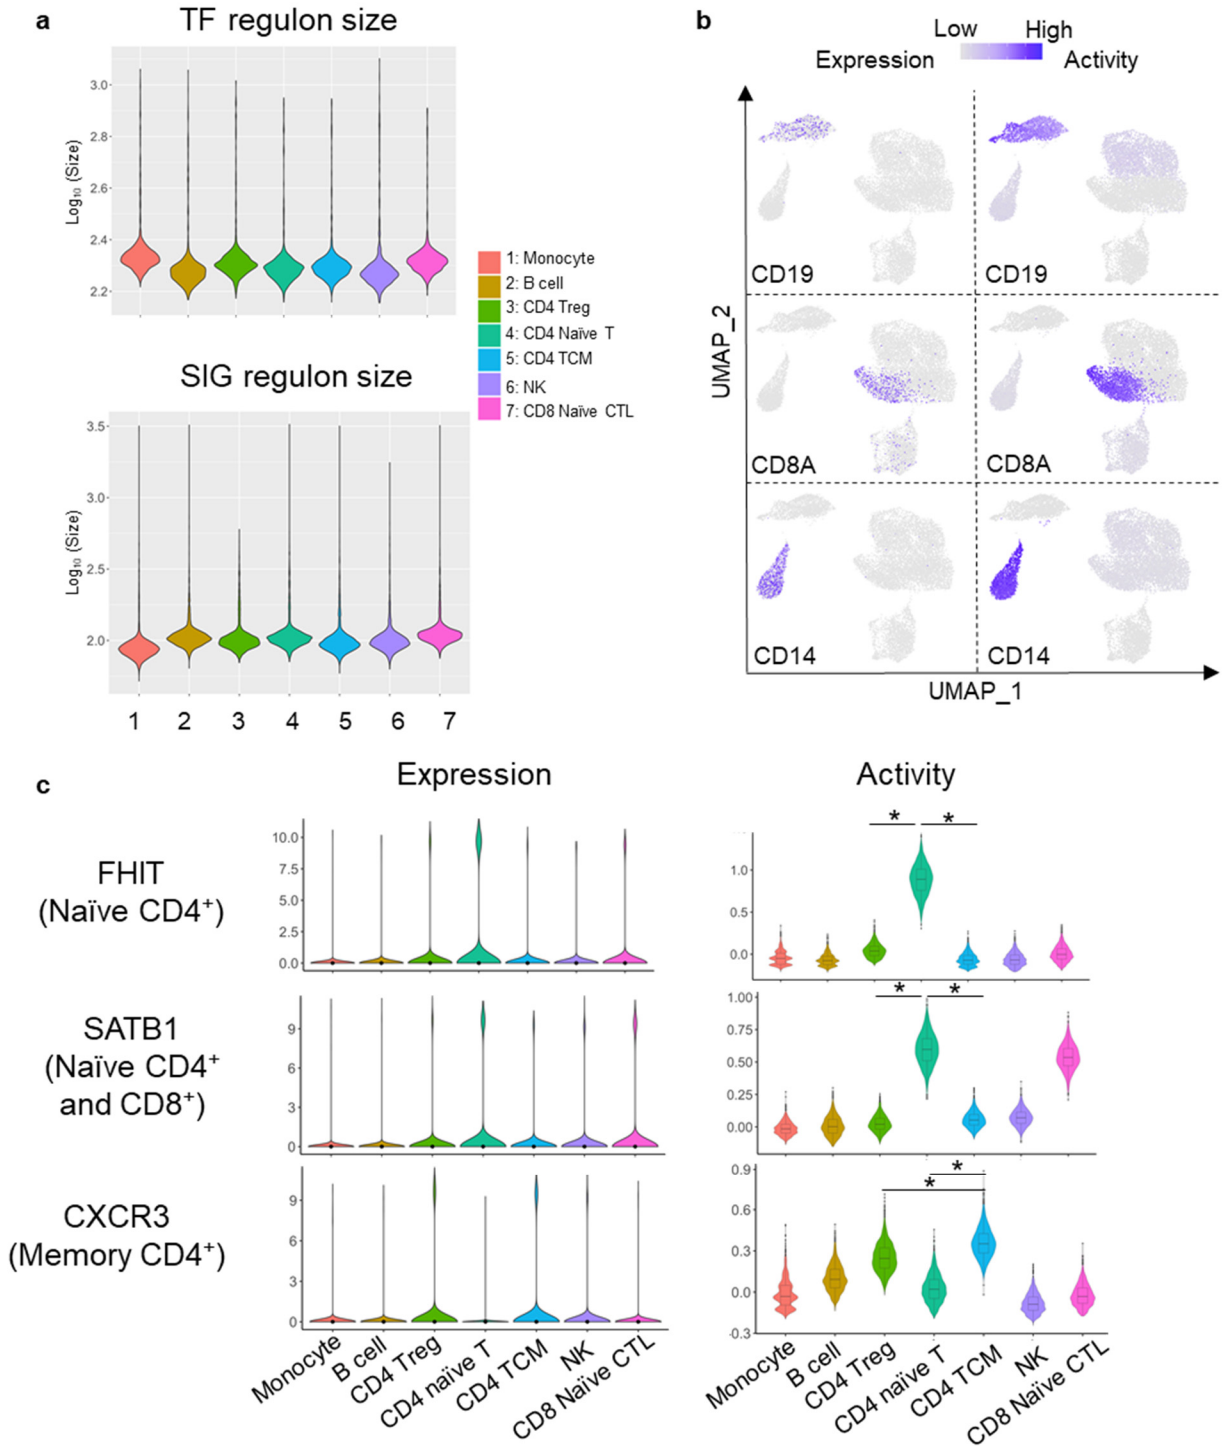 a
TF regulon size
Log₁₀ (Size)
3.0
2.8
2.6
2.4
2.2
SIG regulon size
Log₁₀ (Size)
3.5
3.0
2.5
2.0
1 2 3 4 5 6 7
1: Monocyte
2: B cell
3: CD4 Treg
4: CD4 Naïve T
5: CD4 TCM
6: NK
7: CD8 Naïve CTL
b
Low High
Expression Activity
UMAP_2
CD19 CD19
CD8A CD8A
CD14 CD14
UMAP_1
c
Expression Activity
FHIT
(Naïve CD4⁺)
10.0
7.5
5.0
2.5
0.0
* *
1.0
0.5
0.0
SATB1
(Naïve CD4⁺
and CD8⁺)
9
6
3
0
* *
1.00
0.75
0.50
0.25
0.00
CXCR3
(Memory CD4⁺)
9
6
3
0
*
*
0.9
0.6
0.3
0.0
-0.3
Monocyte
B cell
CD4 Treg
CD4 naïve T
CD4 TCM
NK
CD8 Naïve CTL
Monocyte
B cell
CD4 Treg
CD4 naïve T
CD4 TCM
NK
CD8 Naïve CTL